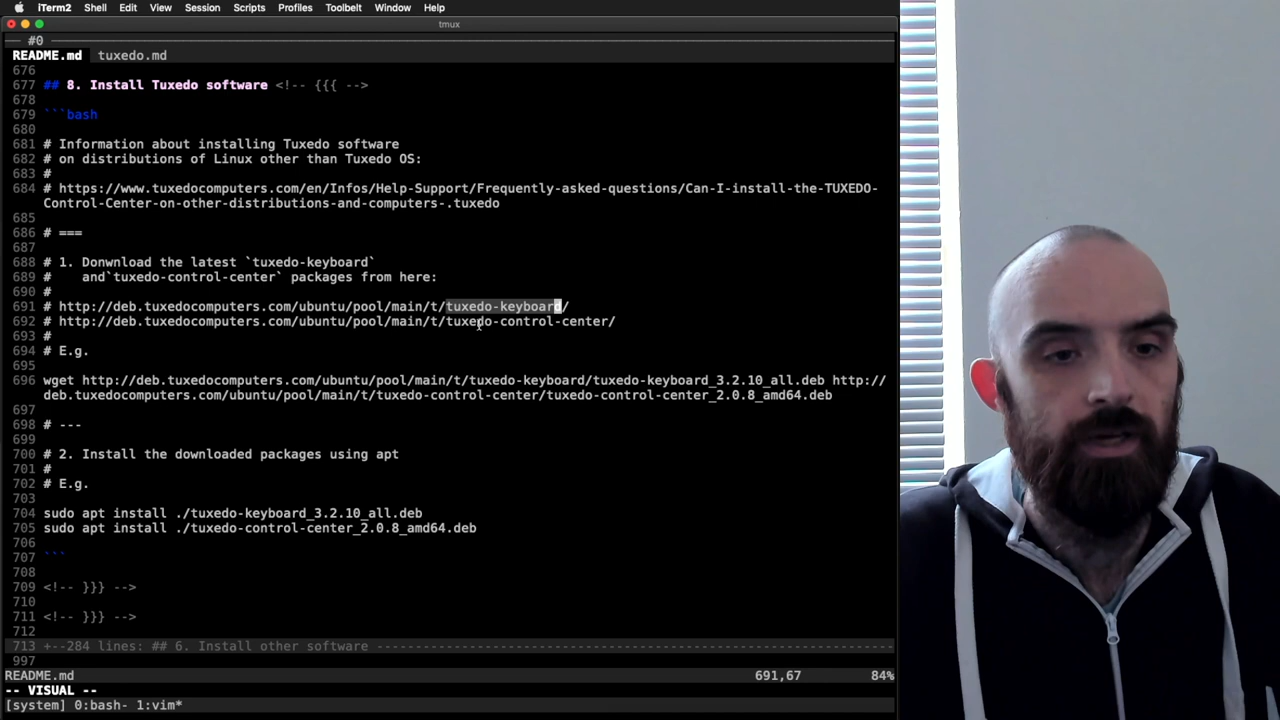 iTerm2 Shell Edit View Session Scripts Profiles Toolbelt Window Help
tmux
#0
README.md tuxedo.md
676
677 ## 8. Install Tuxedo software <!-- {{{ -->
678
679 ```bash
680
681 # Information about installing Tuxedo software
682 # on distributions of Linux other than Tuxedo OS:
683 #
684 # https://www.tuxedocomputers.com/en/Infos/Help-Support/Frequently-asked-questions/Can-I-install-the-TUXEDO-
Control-Center-on-other-distributions-and-computers-.tuxedo
685
686 # ===
687
688 # 1. Donwnload the latest `tuxedo-keyboard`
689 # and`tuxedo-control-center` packages from here:
690 #
691 # http://deb.tuxedocomputers.com/ubuntu/pool/main/t/tuxedo-keyboard/
692 # http://deb.tuxedocomputers.com/ubuntu/pool/main/t/tuxedo-control-center/
693 #
694 # E.g.
695
696 wget http://deb.tuxedocomputers.com/ubuntu/pool/main/t/tuxedo-keyboard/tuxedo-keyboard_3.2.10_all.deb http://
deb.tuxedocomputers.com/ubuntu/pool/main/t/tuxedo-control-center/tuxedo-control-center_2.0.8_amd64.deb
697
698 # ---
699
700 # 2. Install the downloaded packages using apt
701 #
702 # E.g.
703
704 sudo apt install ./tuxedo-keyboard_3.2.10_all.deb
705 sudo apt install ./tuxedo-control-center_2.0.8_amd64.deb
706
707 ```
708
709 <!-- }}} -->
710
711 <!-- }}} -->
712
713 +--284 lines: ## 6. Install other software -------------------------------------------------------------------
997
README.md 691,67 84%
-- VISUAL --
[system] 0:bash- 1:vim*